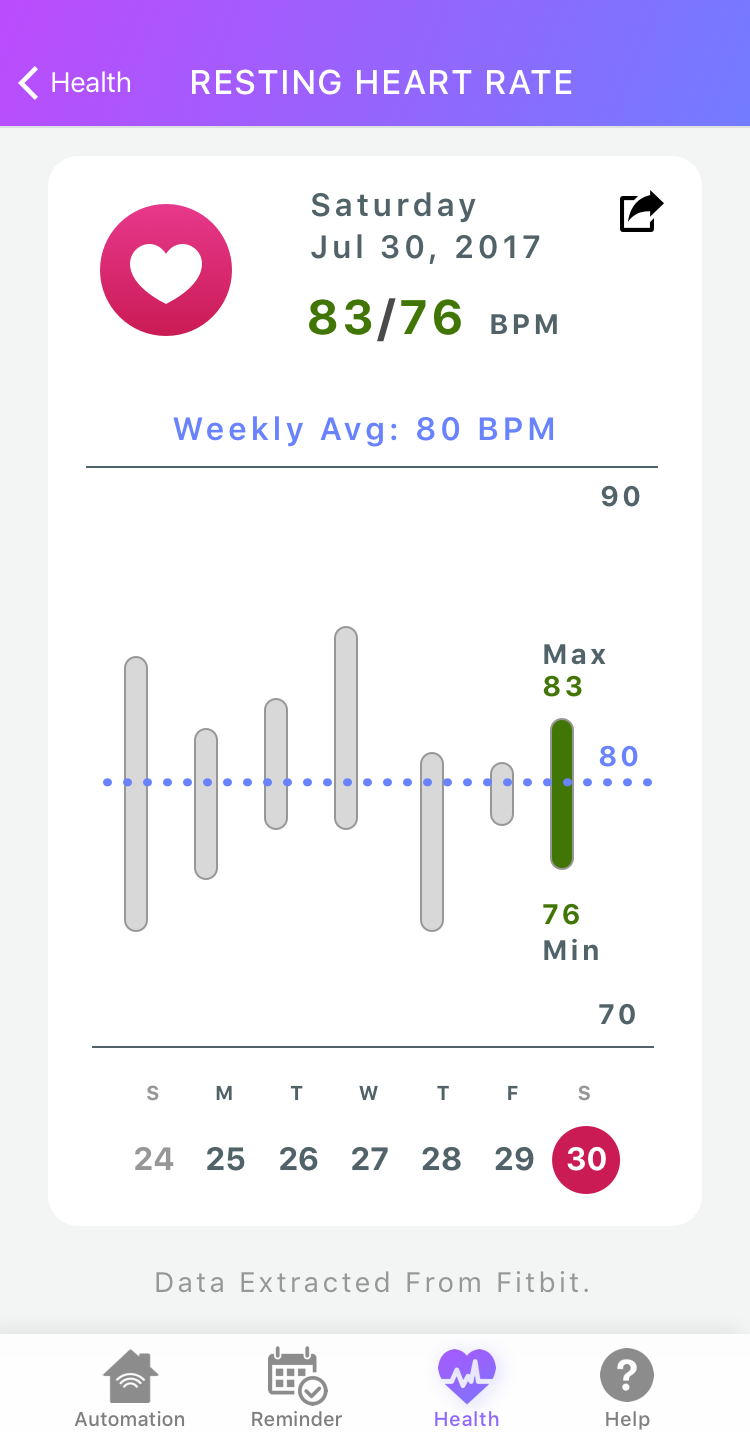 Health
RESTING HEART RATE
Saturday
Jul 30, 2017
83/76 BPM
Weekly Avg: 80 BPM
90
Max
83
80
76
Min
70
S M T W T F S
24 25 26 27 28 29 30
Data Extracted From Fitbit.
?
Automation Reminder Health Help